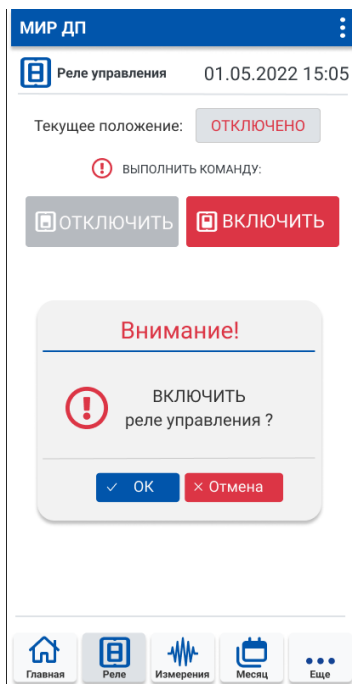 МИР ДП
Реле управления 01.05.2022 15:05
Текущее положение: ОТКЛЮЧЕНО
ВЫПОЛНИТЬ КОМАНДУ:
ОТКЛЮЧИТЬ ВКЛЮЧИТЬ
Внимание!
ВКЛЮЧИТЬ
реле управления ?
ОК Отмена
Главная Реле Измерения Месяц Еще